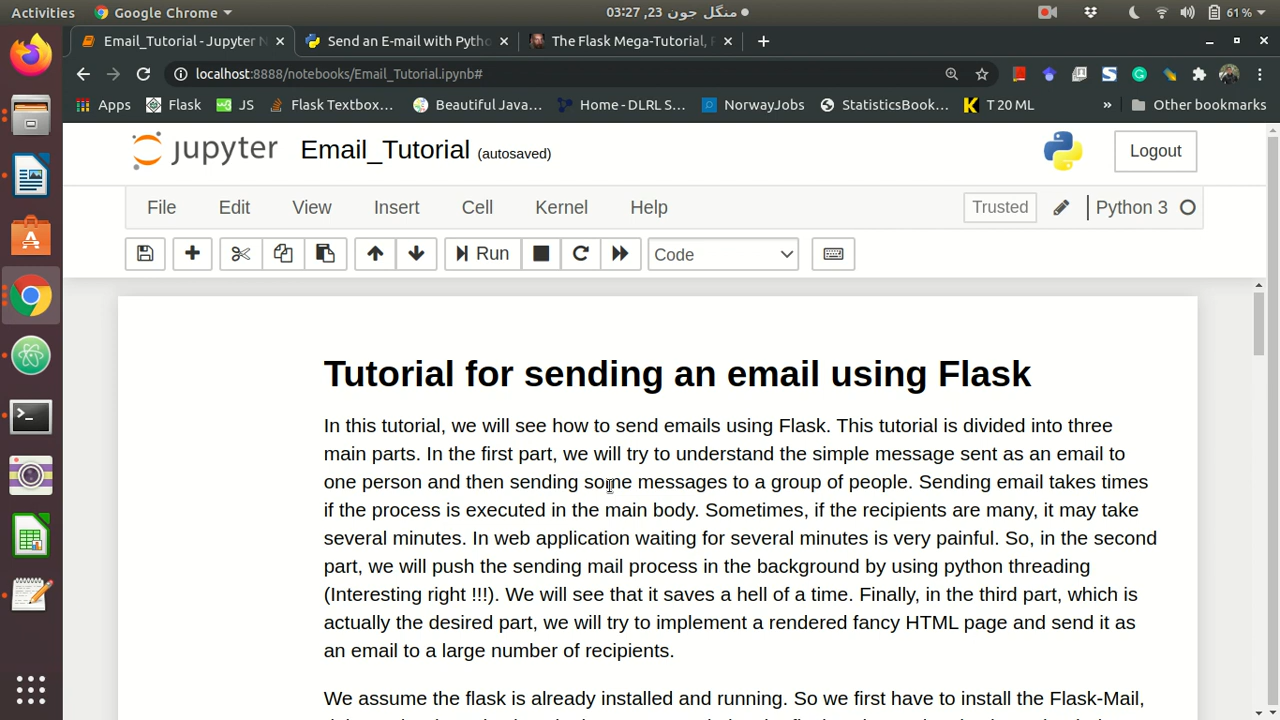 Activities
Google Chrome
منگل جون 23, 03:27
61%
Email_Tutorial - Jupyter N
Send an E-mail with Pytho
The Flask Mega-Tutorial,
localhost:8888/notebooks/Email_Tutorial.ipynb#
Apps
Flask
JS
Flask Textbox...
Beautiful Java...
Home - DLRL S...
NorwayJobs
StatisticsBook...
T 20 ML
»
Other bookmarks
jupyter
Email_Tutorial (autosaved)
Logout
File
Edit
View
Insert
Cell
Kernel
Help
Trusted
Python 3
Run
Code
Tutorial for sending an email using Flask
In this tutorial, we will see how to send emails using Flask. This tutorial is divided into three
main parts. In the first part, we will try to understand the simple message sent as an email to
one person and then sending some messages to a group of people. Sending email takes times
if the process is executed in the main body. Sometimes, if the recipients are many, it may take
several minutes. In web application waiting for several minutes is very painful. So, in the second
part, we will push the sending mail process in the background by using python threading
(Interesting right !!!). We will see that it saves a hell of a time. Finally, in the third part, which is
actually the desired part, we will try to implement a rendered fancy HTML page and send it as
an email to a large number of recipients.
We assume the flask is already installed and running. So we first have to install the Flask-Mail,